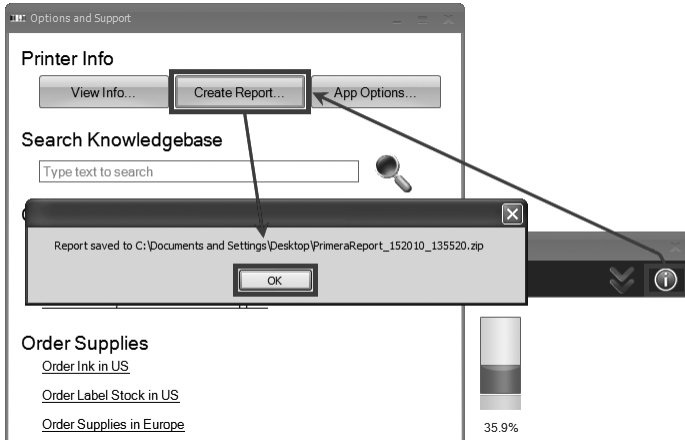 Options and Support
Printer Info
View Info... Create Report... App Options...
Search Knowledgebase
Type text to search
Report saved to C:\Documents and Settings\Desktop\PrimeraReport_152010_135520.zip
OK
Order Supplies
Order Ink in US
Order Label Stock in US
Order Supplies in Europe
35.9%